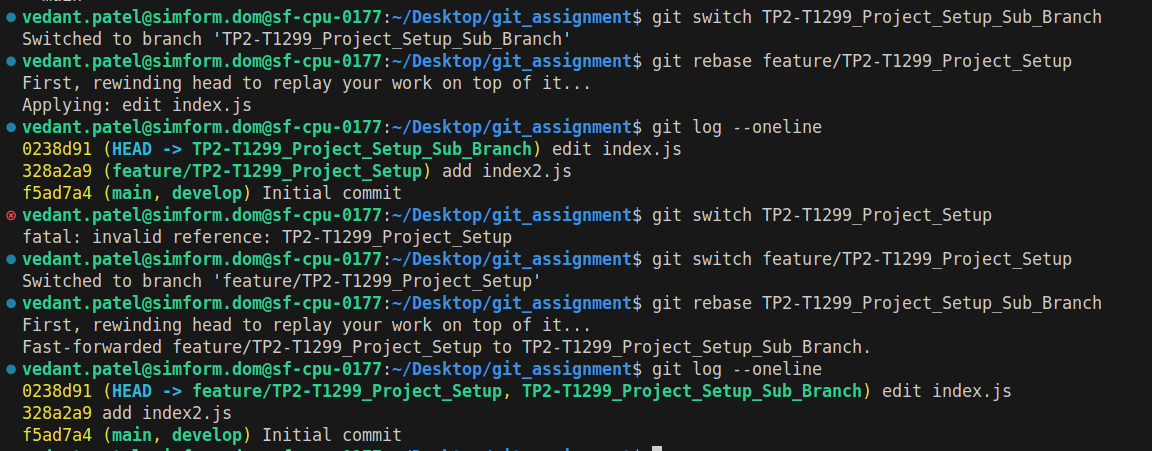 vedant.patel@simform.dom@sf-cpu-0177:~/Desktop/git_assignment$ git switch TP2-T1299_Project_Setup_Sub_Branch
Switched to branch 'TP2-T1299_Project_Setup_Sub_Branch'
vedant.patel@simform.dom@sf-cpu-0177:~/Desktop/git_assignment$ git rebase feature/TP2-T1299_Project_Setup
First, rewinding head to replay your work on top of it...
Applying: edit index.js
vedant.patel@simform.dom@sf-cpu-0177:~/Desktop/git_assignment$ git log --oneline
0238d91 (HEAD -> TP2-T1299_Project_Setup_Sub_Branch) edit index.js
328a2a9 (feature/TP2-T1299_Project_Setup) add index2.js
f5ad7a4 (main, develop) Initial commit
vedant.patel@simform.dom@sf-cpu-0177:~/Desktop/git_assignment$ git switch TP2-T1299_Project_Setup
fatal: invalid reference: TP2-T1299_Project_Setup
vedant.patel@simform.dom@sf-cpu-0177:~/Desktop/git_assignment$ git switch feature/TP2-T1299_Project_Setup
Switched to branch 'feature/TP2-T1299_Project_Setup'
vedant.patel@simform.dom@sf-cpu-0177:~/Desktop/git_assignment$ git rebase TP2-T1299_Project_Setup_Sub_Branch
First, rewinding head to replay your work on top of it...
Fast-forwarded feature/TP2-T1299_Project_Setup to TP2-T1299_Project_Setup_Sub_Branch.
vedant.patel@simform.dom@sf-cpu-0177:~/Desktop/git_assignment$ git log --oneline
0238d91 (HEAD -> feature/TP2-T1299_Project_Setup, TP2-T1299_Project_Setup_Sub_Branch) edit index.js
328a2a9 add index2.js
f5ad7a4 (main, develop) Initial commit